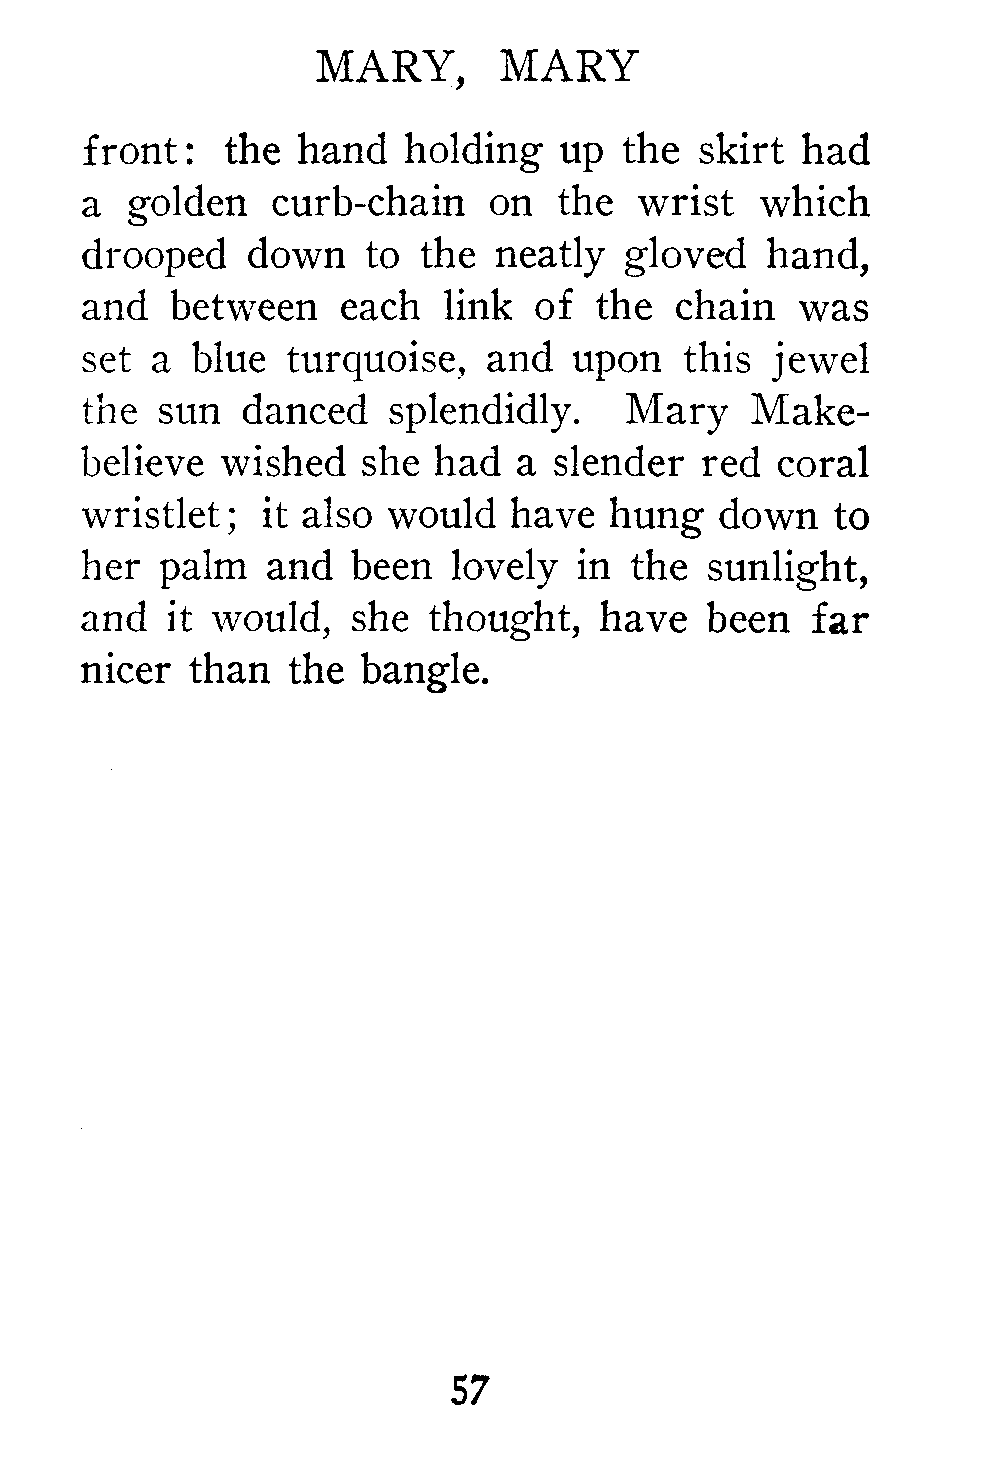 MARY, MARY
front: the hand holding up the skirt had
a golden curb-chain on the wrist which
drooped down to the neatly gloved hand,
and between each link of the chain was
set a blue turquoise, and upon this jewel
the sun danced splendidly. Mary Make-
believe wished she had a slender red coral
wristlet; it also would have hung down to
her palm and been lovely in the sunlight,
and it would, she thought, have been far
nicer than the bangle.
57